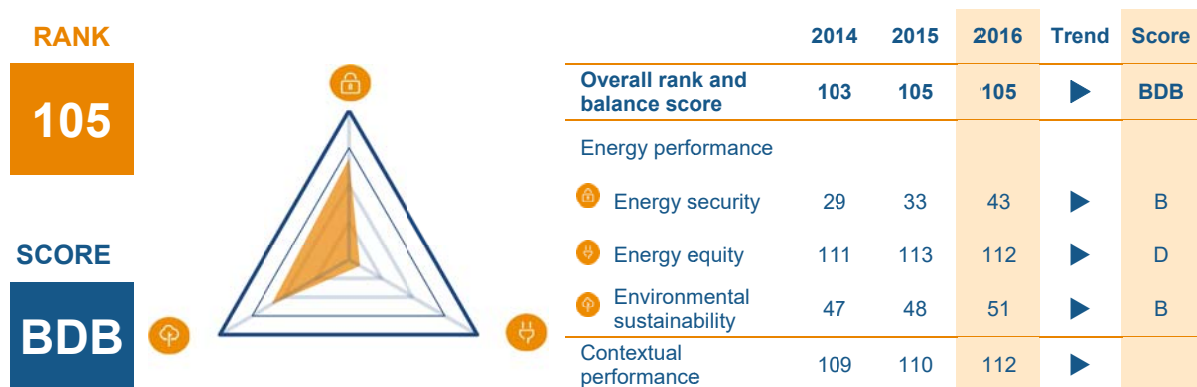 RANK
105
SCORE
BDB
2014 2015 2016 Trend Score
Overall rank and
balance score 103 105 105 BDB
Energy performance
Energy security 29 33 43 B
Energy equity 111 113 112 D
Environmental
sustainability 47 48 51 B
Contextual
performance 109 110 112